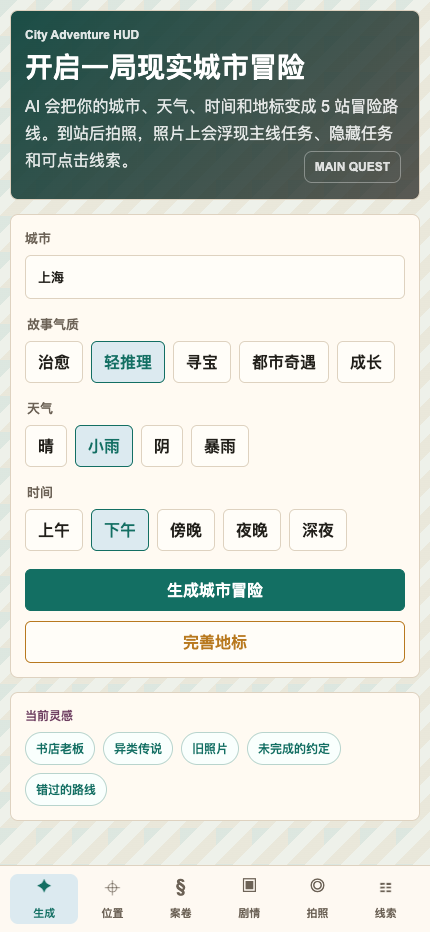 City Adventure HUD
开启一局现实城市冒险
AI 会把你的城市、天气、时间和地标变成 5 站冒险路
线。到站后拍照，照片上会浮现主线任务、隐藏任务
和可点击线索。
MAIN QUEST
城市
上海
故事气质
治愈 轻推理 寻宝 都市奇遇 成长
天气
晴 小雨 阴 暴雨
时间
上午 下午 傍晚 夜晚 深夜
生成城市冒险
完善地标
当前灵感
书店老板 异类传说 旧照片 未完成的约定
错过的路线
生成 位置 案卷 剧情 拍照 线索